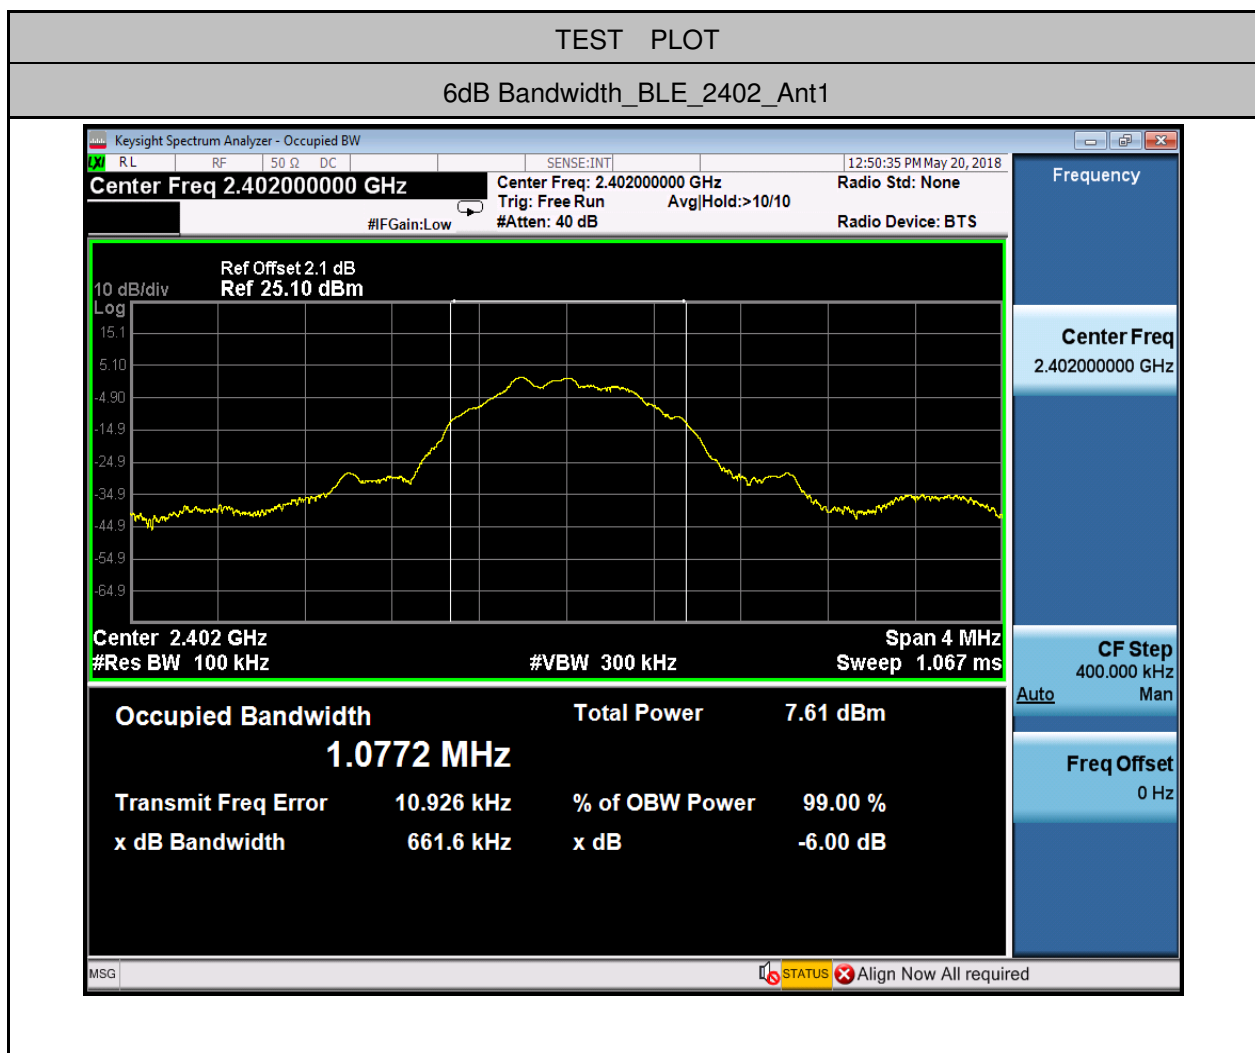 TEST PLOT
6dB Bandwidth_BLE_2402_Ant1
Keysight Spectrum Analyzer - Occupied BW
LXI RL RF 50 Ω DC SENSE:INT 12:50:35 PM May 20, 2018
Center Freq 2.402000000 GHz
Center Freq: 2.402000000 GHz
Radio Std: None
Trig: Free Run Avg|Hold:>10/10
#IFGain:Low
#Atten: 40 dB
Radio Device: BTS
Ref Offset 2.1 dB
10 dB/div Ref 25.10 dBm
Log
15.1
5.10
-4.90
-14.9
-24.9
-34.9
-44.9
-54.9
-64.9
Center 2.402 GHz Span 4 MHz
#Res BW 100 kHz #VBW 300 kHz Sweep 1.067 ms
Occupied Bandwidth Total Power 7.61 dBm
1.0772 MHz
Transmit Freq Error 10.926 kHz % of OBW Power 99.00 %
x dB Bandwidth 661.6 kHz x dB -6.00 dB
Frequency
Center Freq
2.402000000 GHz
CF Step
400.000 kHz
Auto Man
Freq Offset
0 Hz
MSG STATUS Align Now All required